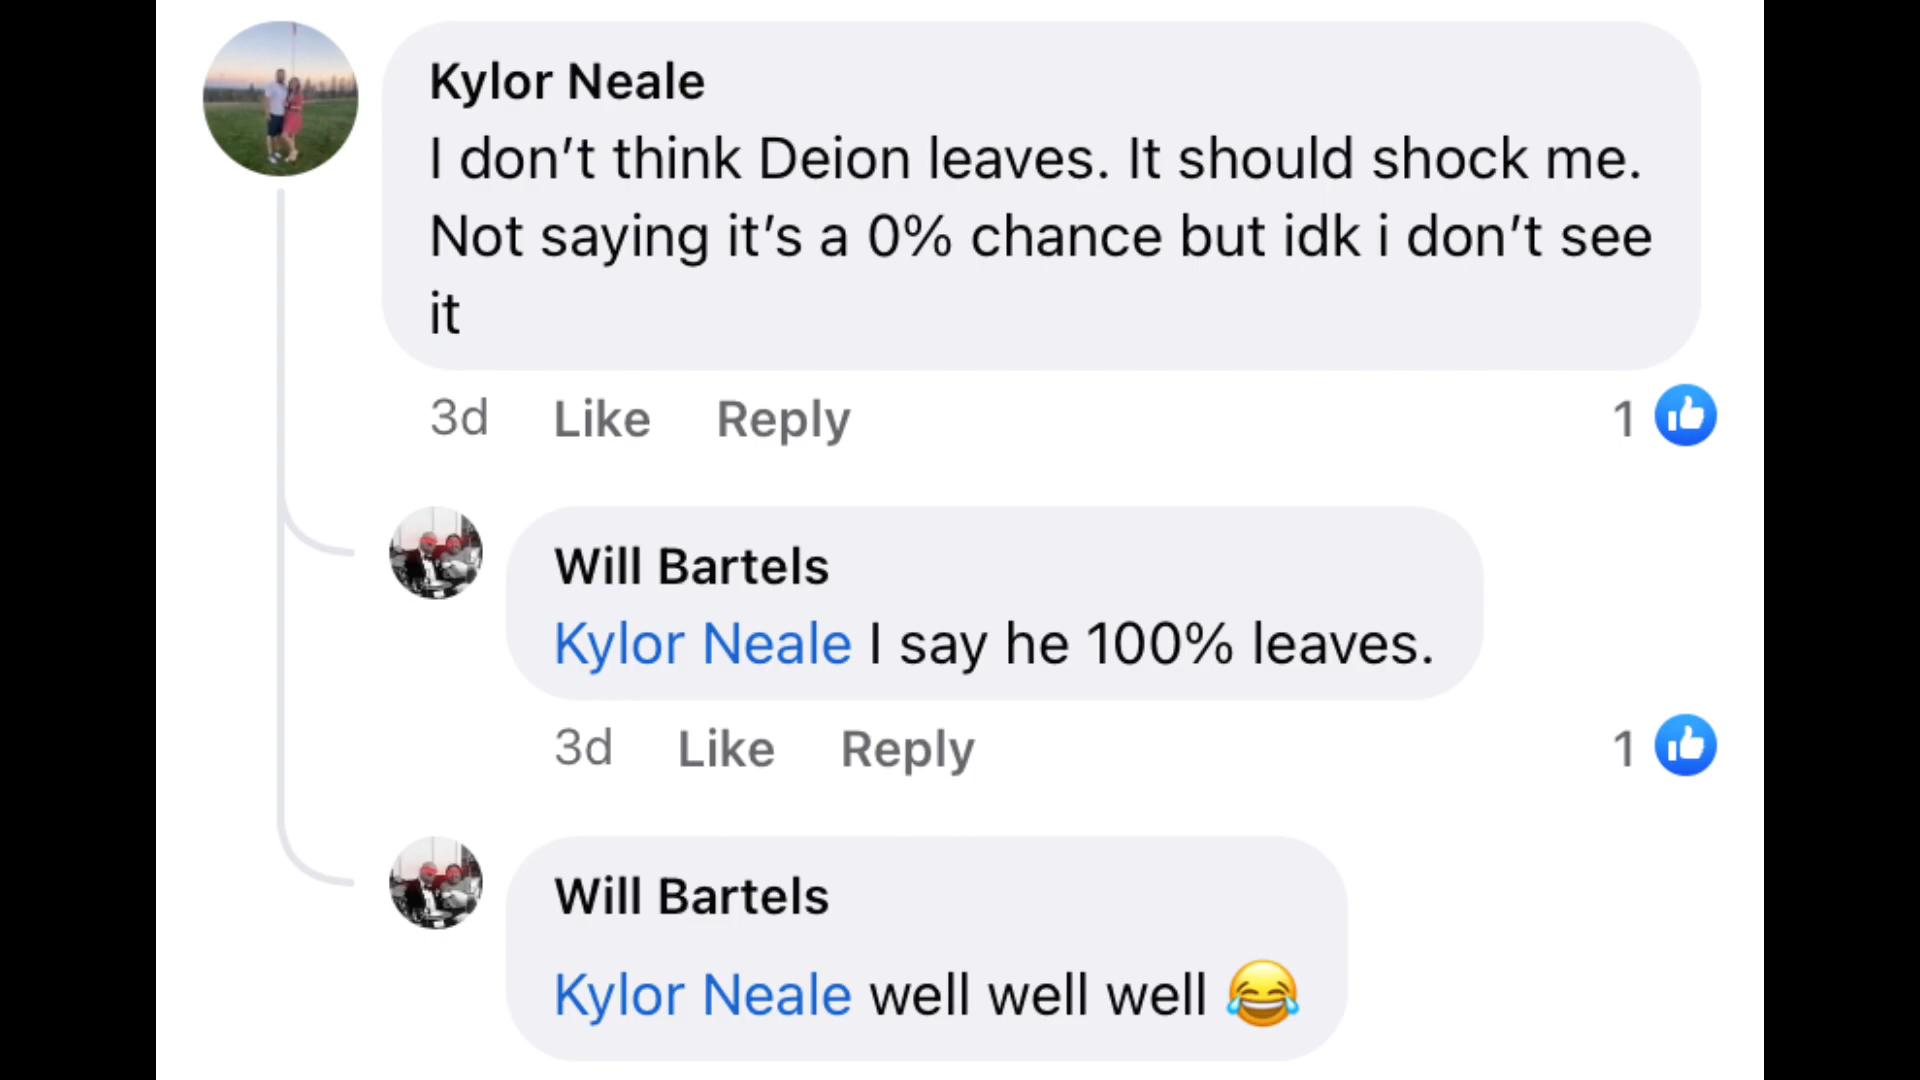 Kylor Neale
I don’t think Deion leaves. It should shock me.
Not saying it’s a 0% chance but idk i don’t see
it
3d Like Reply 1
Will Bartels
Kylor Neale I say he 100% leaves.
3d Like Reply 1
Will Bartels
Kylor Neale well well well 😂